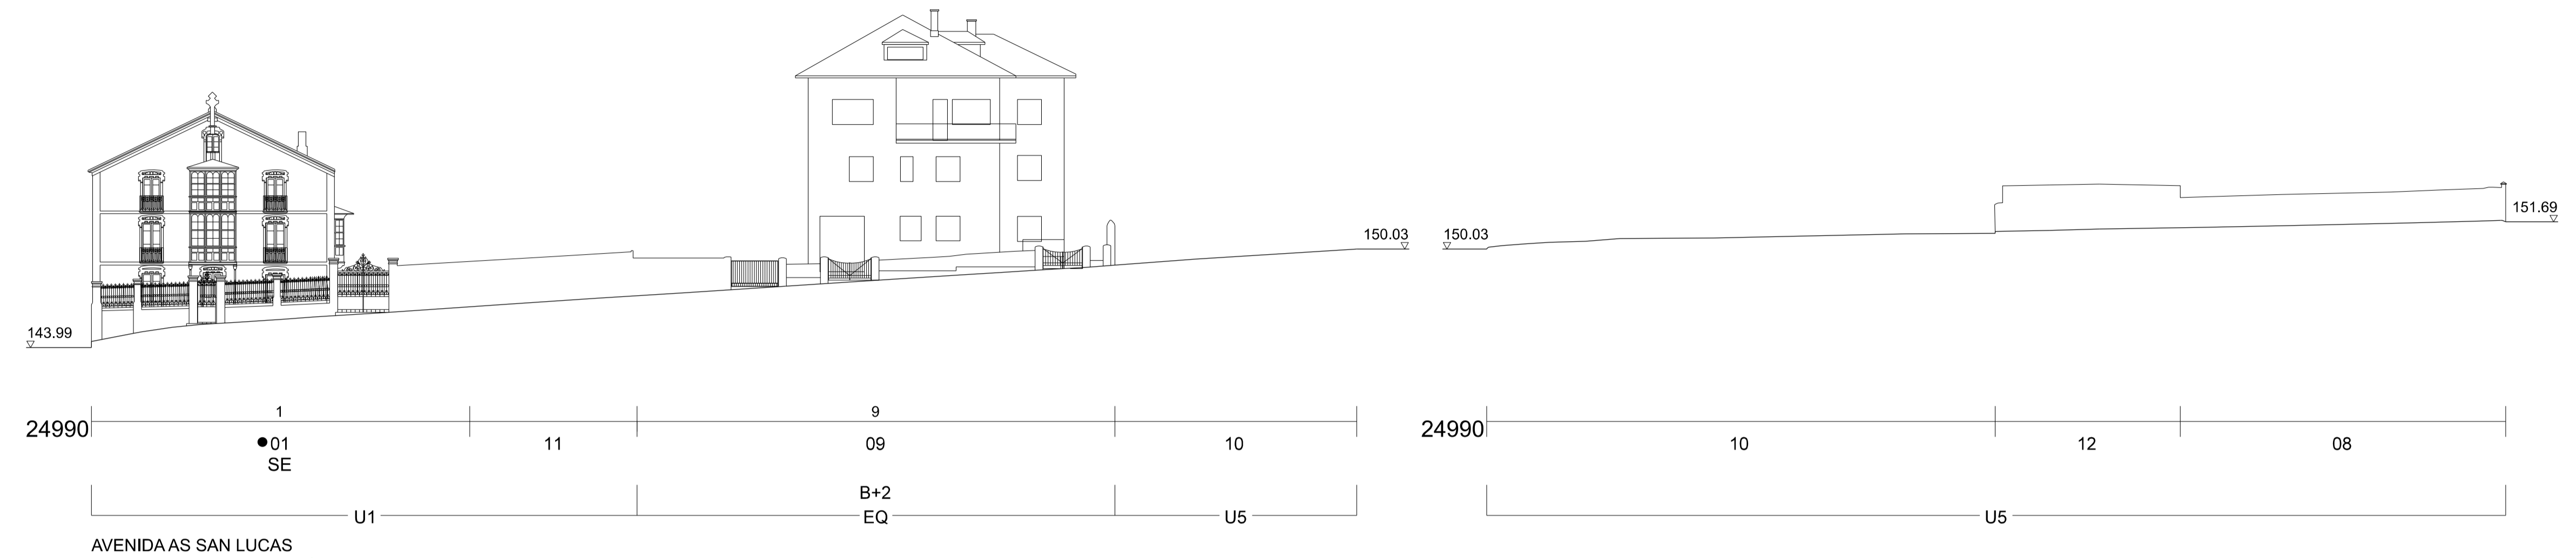 143.99
150.03
150.03
151.69
24990
1
9
●01
11
09
10
SE
24990
10
12
08
B+2
U1
EQ
U5
U5
AVENIDA AS SAN LUCAS